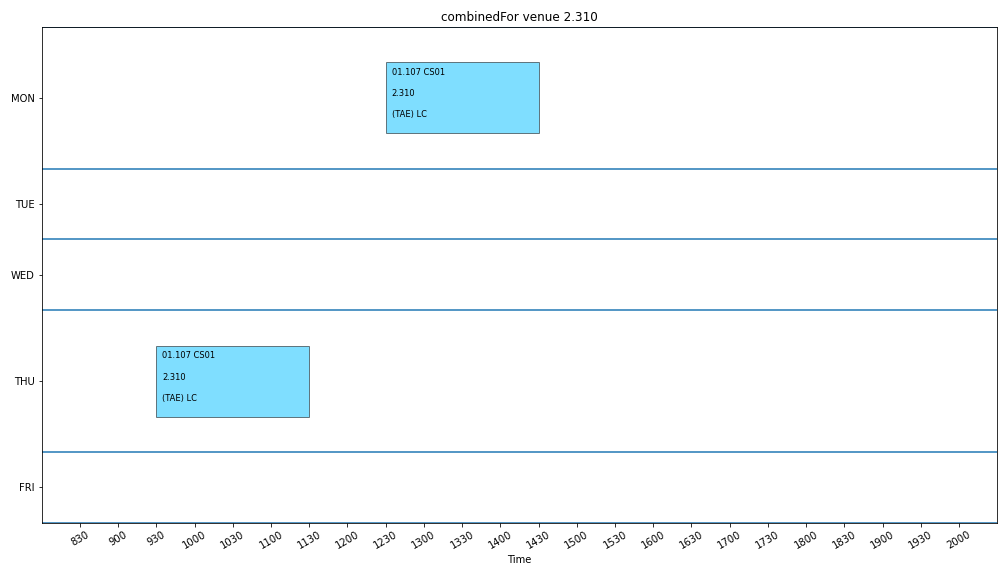 combinedFor venue 2.310
MON
01.107 CS01
2.310
(TAE) LC
TUE
WED
THU
01.107 CS01
2.310
(TAE) LC
FRI
830 900 930 1000 1030 1100 1130 1200 1230 1300 1330 1400 1430 1500 1530 1600 1630 1700 1730 1800 1830 1900 1930 2000
Time